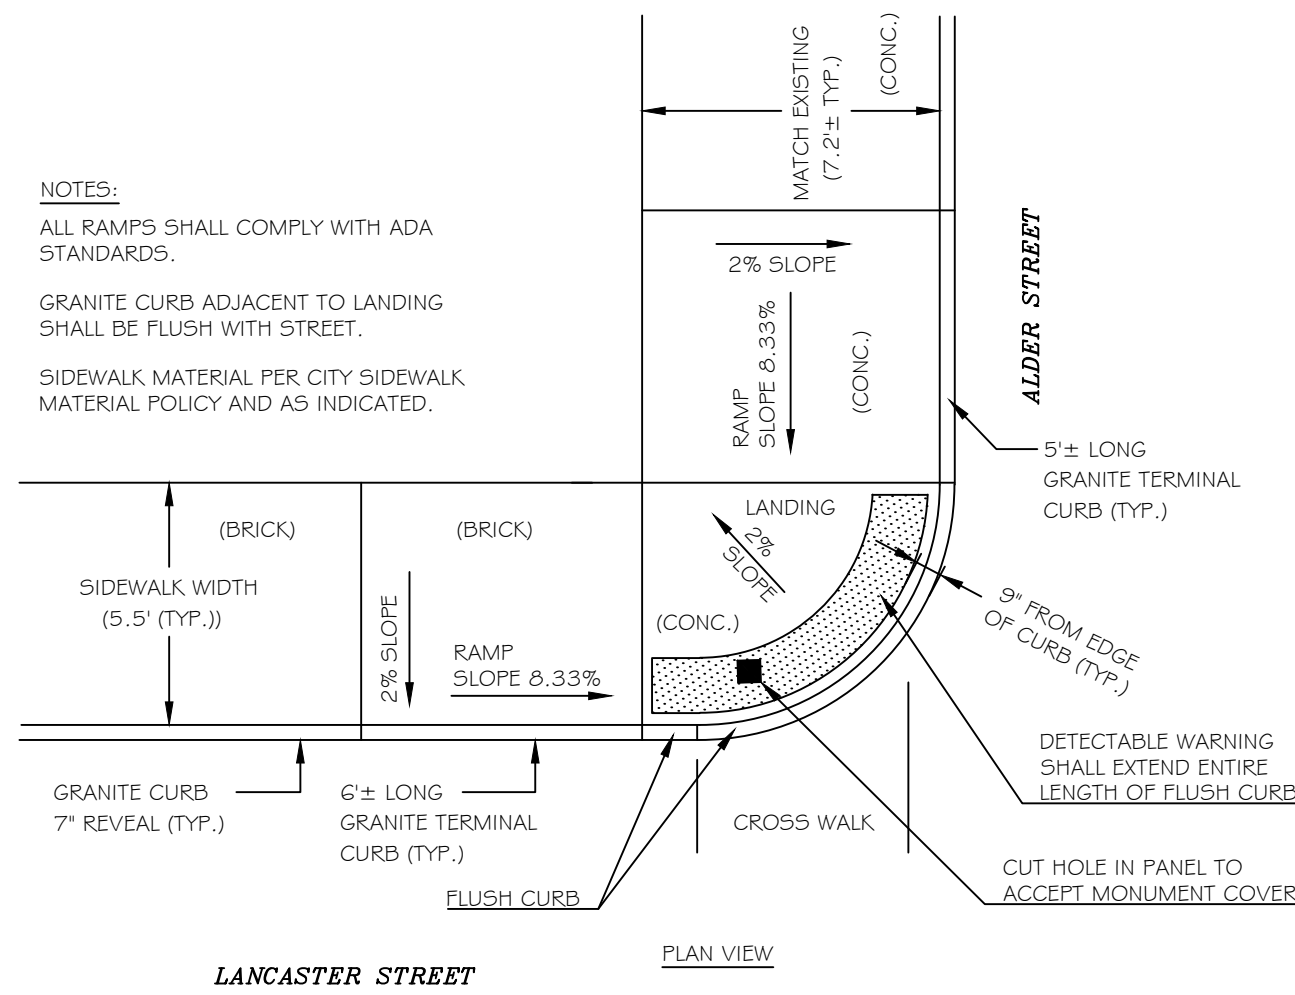 MATCH EXISTING
(7.2'± TYP.)
(CONC.)
NOTES:
ALL RAMPS SHALL COMPLY WITH ADA
STANDARDS.
GRANITE CURB ADJACENT TO LANDING
SHALL BE FLUSH WITH STREET.
SIDEWALK MATERIAL PER CITY SIDEWALK
MATERIAL POLICY AND AS INDICATED.
2% SLOPE
RAMP
SLOPE 8.33%
(CONC.)
ALDER STREET
5'± LONG
GRANITE TERMINAL
CURB (TYP.)
(BRICK)
(BRICK)
LANDING
2%
SLOPE
SIDEWALK WIDTH
(5.5' (TYP.))
2% SLOPE
RAMP
SLOPE 8.33%
(CONC.)
9" FROM EDGE
OF CURB (TYP.)
DETECTABLE WARNING
SHALL EXTEND ENTIRE
LENGTH OF FLUSH CURB
GRANITE CURB
7" REVEAL (TYP.)
6'± LONG
GRANITE TERMINAL
CURB (TYP.)
CROSS WALK
CUT HOLE IN PANEL TO
ACCEPT MONUMENT COVER
FLUSH CURB
PLAN VIEW
LANCASTER STREET